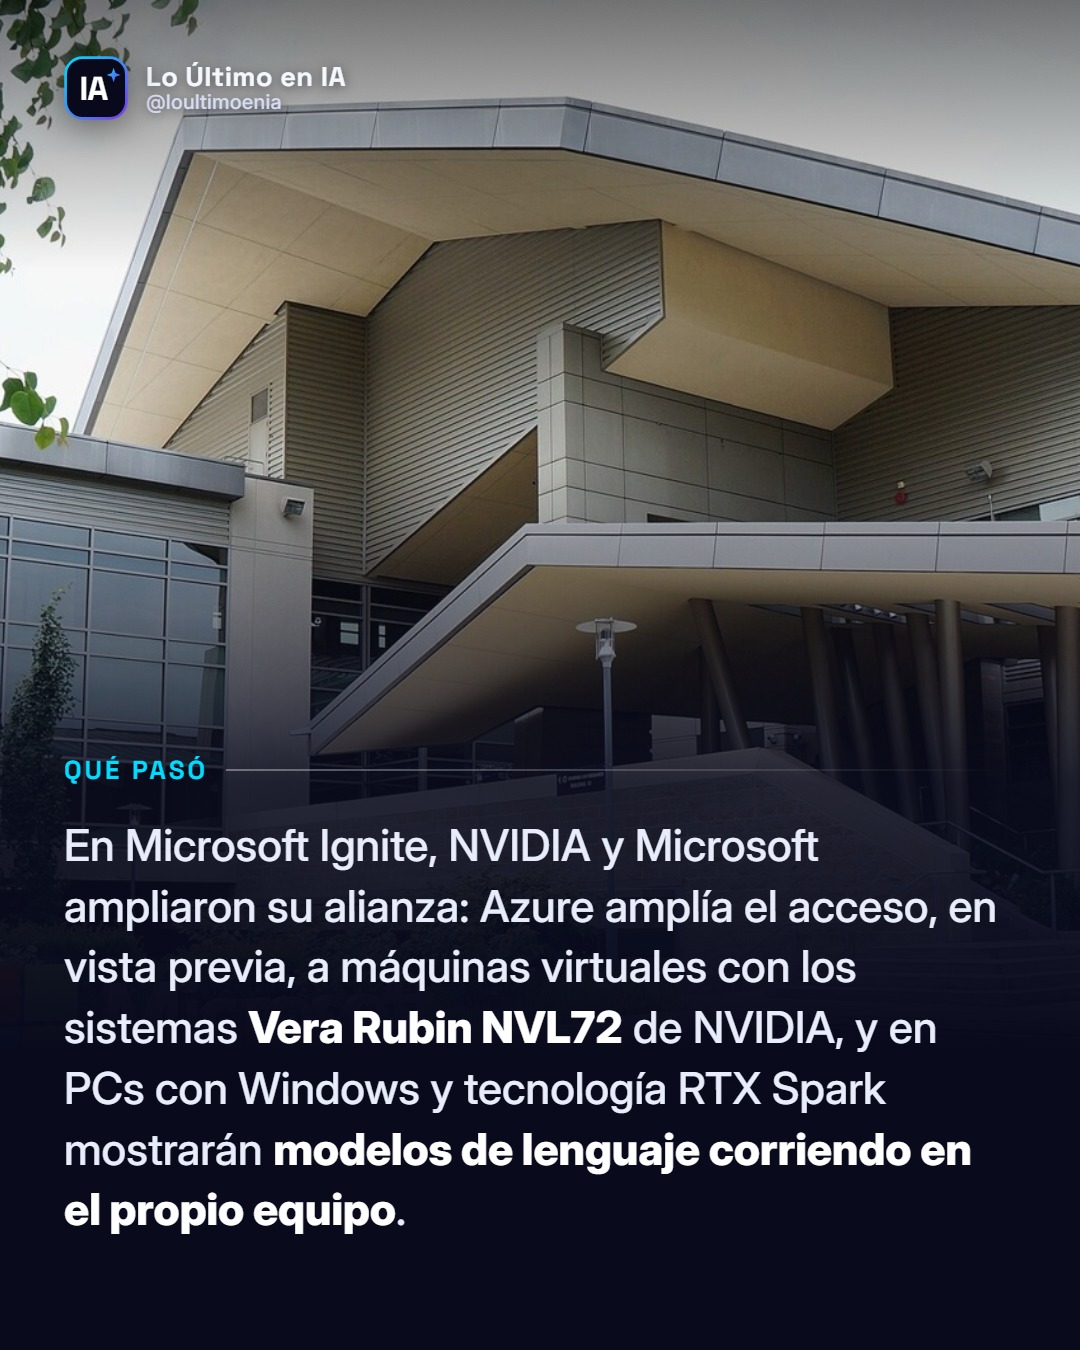 IA
Lo Último en IA
@loultimoenia
QUÉ PASÓ
En Microsoft Ignite, NVIDIA y Microsoft
ampliaron su alianza: Azure amplía el acceso, en
vista previa, a máquinas virtuales con los
sistemas Vera Rubin NVL72 de NVIDIA, y en
PCs con Windows y tecnología RTX Spark
mostrarán modelos de lenguaje corriendo en
el propio equipo.